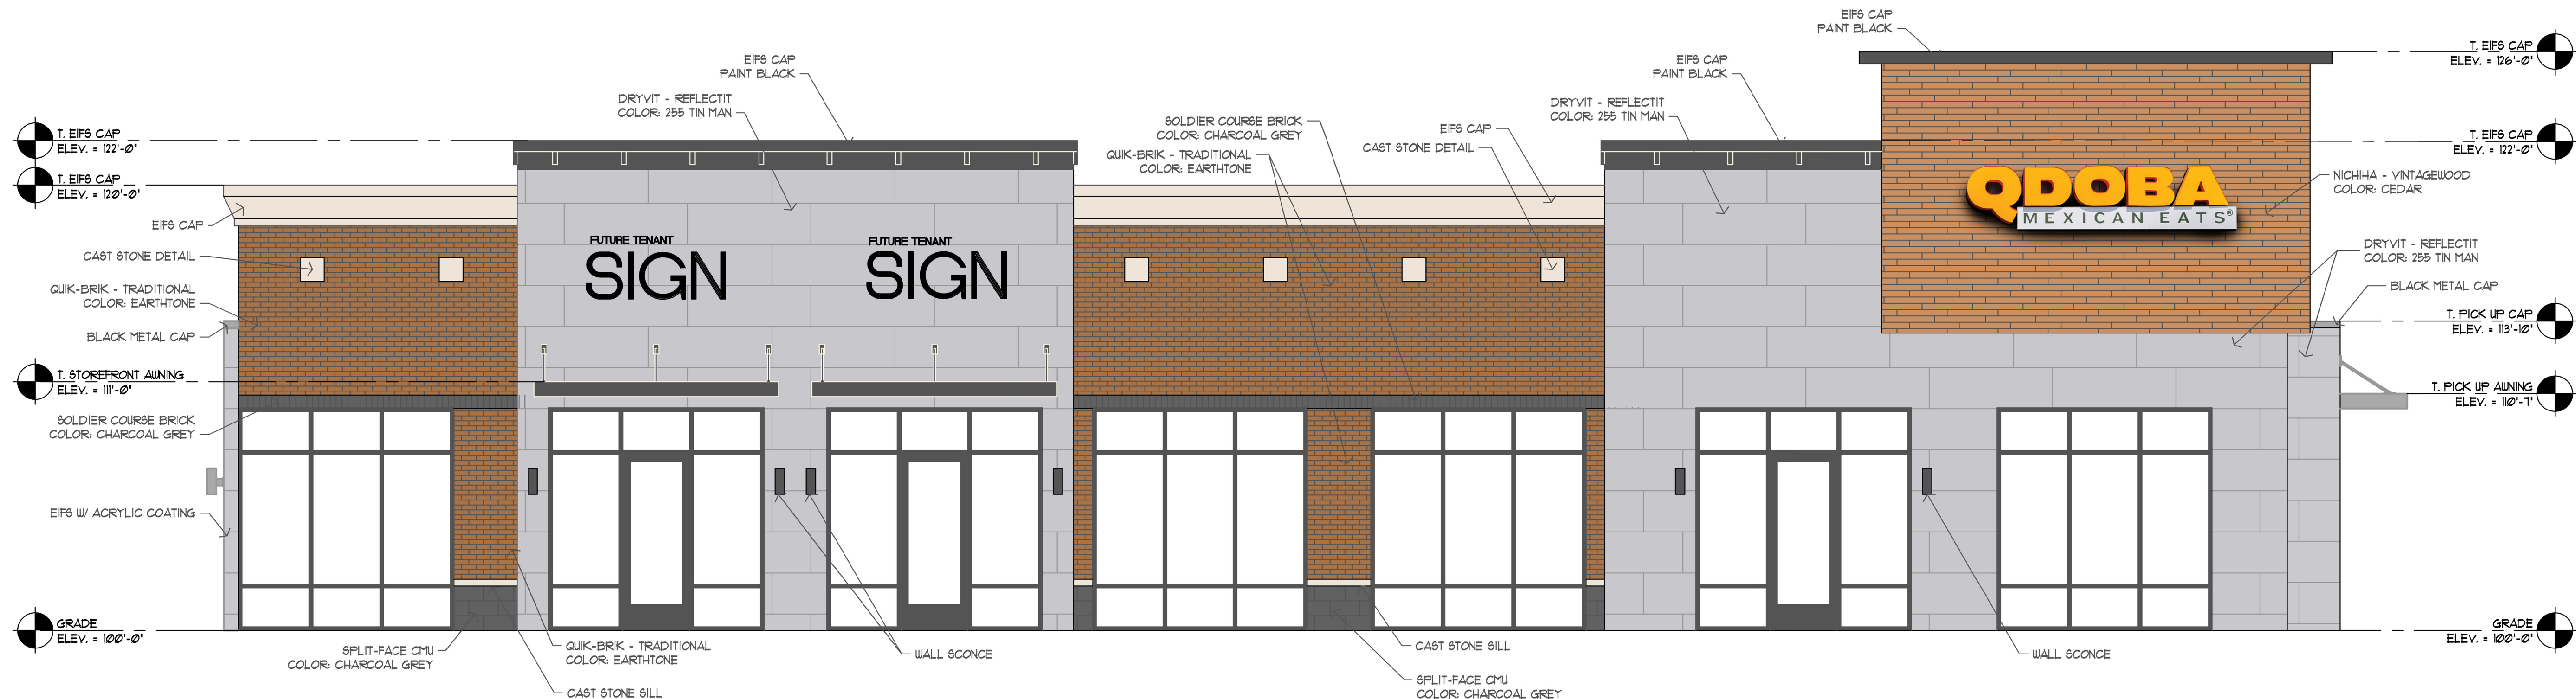 EIFS CAP
PAINT BLACK
T. EIFS CAP
ELEV. = 126'-0"
EIFS CAP
PAINT BLACK
EIFS CAP
PAINT BLACK
DRYVIT - REFLECTIT
COLOR: 255 TIN MAN
DRYVIT - REFLECTIT
COLOR: 255 TIN MAN
SOLDIER COURSE BRICK
COLOR: CHARCOAL GREY
EIFS CAP
CAST STONE DETAIL
QUIK-BRIK - TRADITIONAL
COLOR: EARTHTONE
T. EIFS CAP
ELEV. = 122'-0"
T. EIFS CAP
ELEV. = 122'-0"
T. EIFS CAP
ELEV. = 120'-0"
NICHIHA - VINTAGEWOOD
COLOR: CEDAR
QDOBA
MEXICAN EATS®
EIFS CAP
FUTURE TENANT
SIGN
FUTURE TENANT
SIGN
CAST STONE DETAIL
DRYVIT - REFLECTIT
COLOR: 255 TIN MAN
QUIK-BRIK - TRADITIONAL
COLOR: EARTHTONE
BLACK METAL CAP
BLACK METAL CAP
T. PICK UP CAP
ELEV. = 113'-10"
T. STOREFRONT AWNING
ELEV. = 111'-0"
T. PICK UP AWNING
ELEV. = 110'-7"
SOLDIER COURSE BRICK
COLOR: CHARCOAL GREY
EIFS W/ ACRYLIC COATING
GRADE
ELEV. = 100'-0"
GRADE
ELEV. = 100'-0"
SPLIT-FACE CMU
COLOR: CHARCOAL GREY
QUIK-BRIK - TRADITIONAL
COLOR: EARTHTONE
WALL SCONCE
CAST STONE SILL
WALL SCONCE
CAST STONE SILL
SPLIT-FACE CMU
COLOR: CHARCOAL GREY